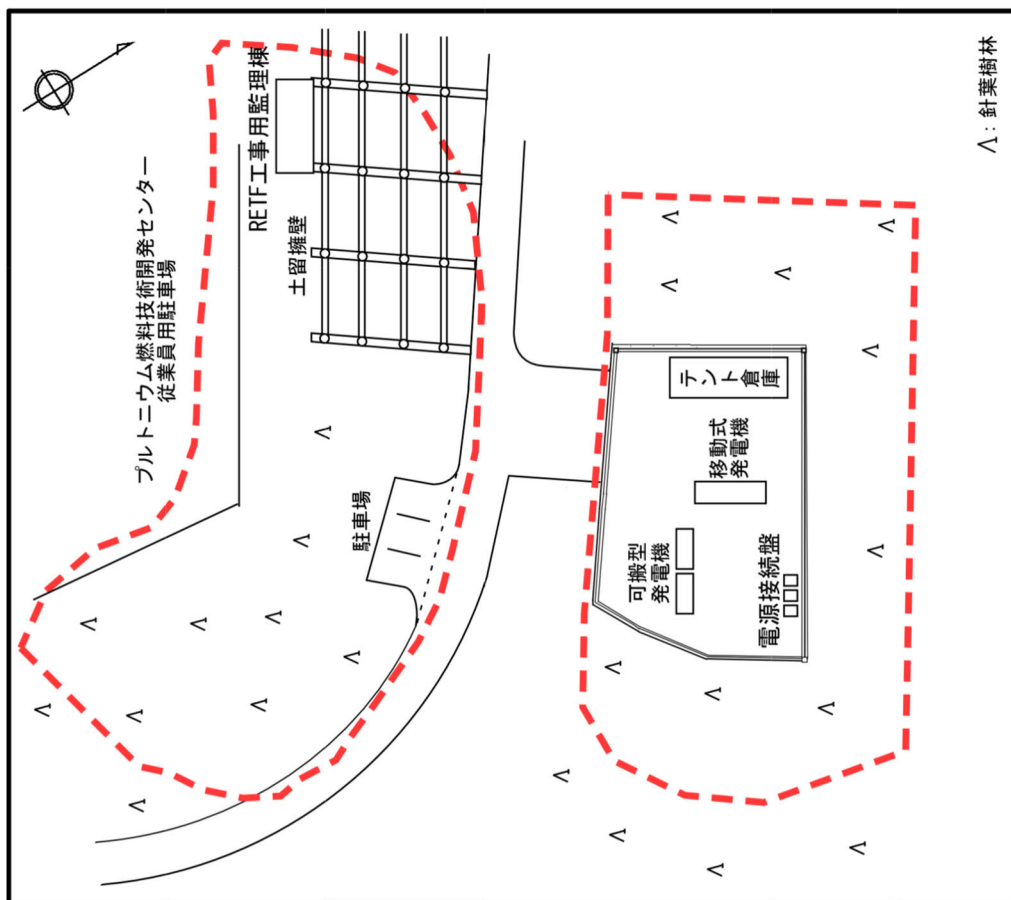 プルトニウム燃料技術開発センター
従業員用駐車場
RETF工事用監理棟
土留擁壁
駐車場
テント
倉庫
移動式
発電機
可搬型
発電機
電源接続盤
Λ: 針葉樹林